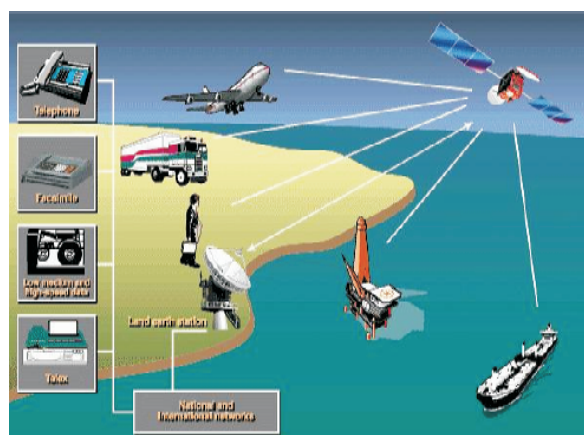 Telephone
Facsimile
Low medium and
high-speed data
Telex
Land earth station
National and
International networks